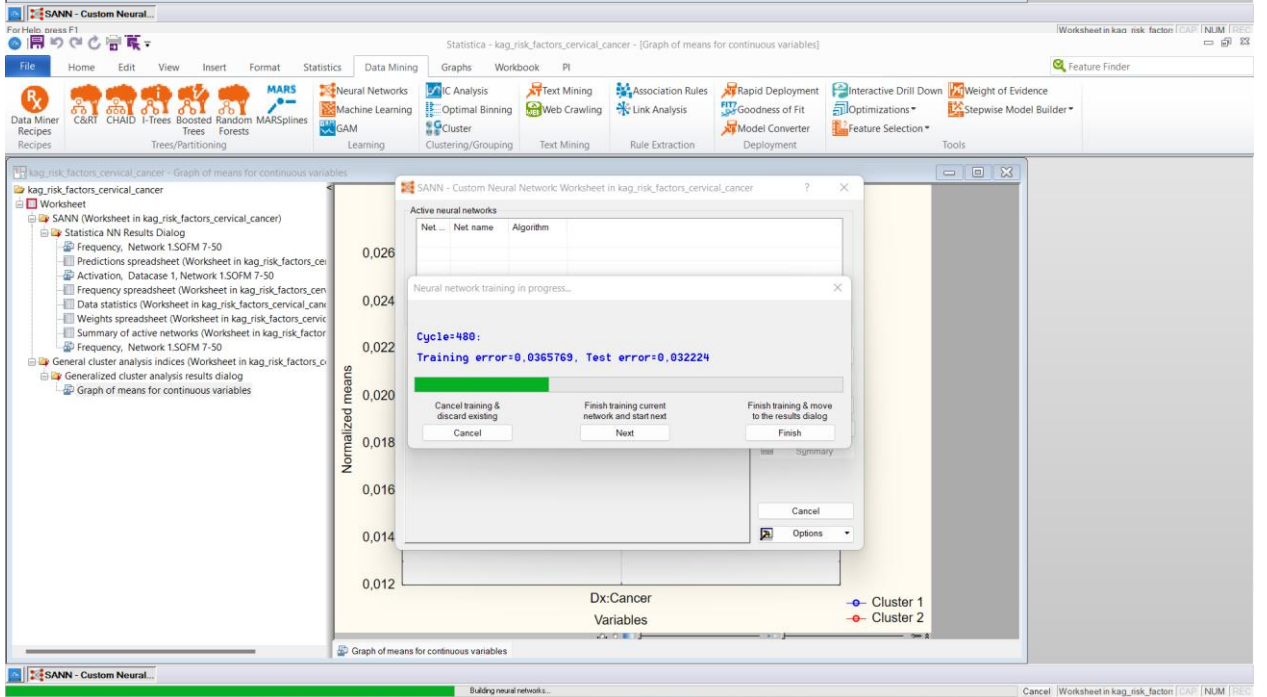 SANN - Custom Neural...
For Help, press F1
Worksheet in kag_risk_factors CAP NUM REC
Statistica - kag_risk_factors_cervical_cancer - [Graph of means for continuous variables]
File Home Edit View Insert Format Statistics Data Mining Graphs Workbook PI Feature Finder
MARS Neural Networks IC Analysis Text Mining Association Rules Rapid Deployment Interactive Drill Down Weight of Evidence
Machine Learning Optimal Binning Web Crawling Link Analysis Goodness of Fit Optimizations Stepwise Model Builder
Data Miner Recipes C&RT CHAID I-Trees Boosted Trees Random Forests MARSplines GAM Cluster Model Converter Feature Selection
Recipes Trees/Partitioning Learning Clustering/Grouping Text Mining Rule Extraction Deployment Tools
kag_risk_factors_cervical_cancer - Graph of means for continuous variables
kag_risk_factors_cervical_cancer
Worksheet
SANN (Worksheet in kag_risk_factors_cervical_cancer)
Statistica NN Results Dialog
Frequency, Network 1.SOFM 7-50
Predictions spreadsheet (Worksheet in kag_risk_factors_cer
Activation, Datacase 1, Network 1.SOFM 7-50
Frequency spreadsheet (Worksheet in kag_risk_factors_cerv
Data statistics (Worksheet in kag_risk_factors_cervical_canc
Weights spreadsheet (Worksheet in kag_risk_factors_cervic
Summary of active networks (Worksheet in kag_risk_factor
Frequency, Network 1.SOFM 7-50
General cluster analysis indices (Worksheet in kag_risk_factors_c
Generalized cluster analysis results dialog
Graph of means for continuous variables
SANN - Custom Neural Network: Worksheet in kag_risk_factors_cervical_cancer ?
Active neural networks
Net ... Net. name Algorithm
Neural network training in progress...
Cycle=480:
Training error=0,0365769, Test error=0,032224
Cancel training & discard existing
Finish training current network and start next
Finish training & move to the results dialog
Cancel Next Finish
Summary
Cancel
Options
Normalized means
0,026
0,024
0,022
0,020
0,018
0,016
0,014
0,012
Dx:Cancer
Variables
Cluster 1
Cluster 2
Graph of means for continuous variables
SANN - Custom Neural...
Building neural networks... Cancel Worksheet in kag_risk_factors CAP NUM REC